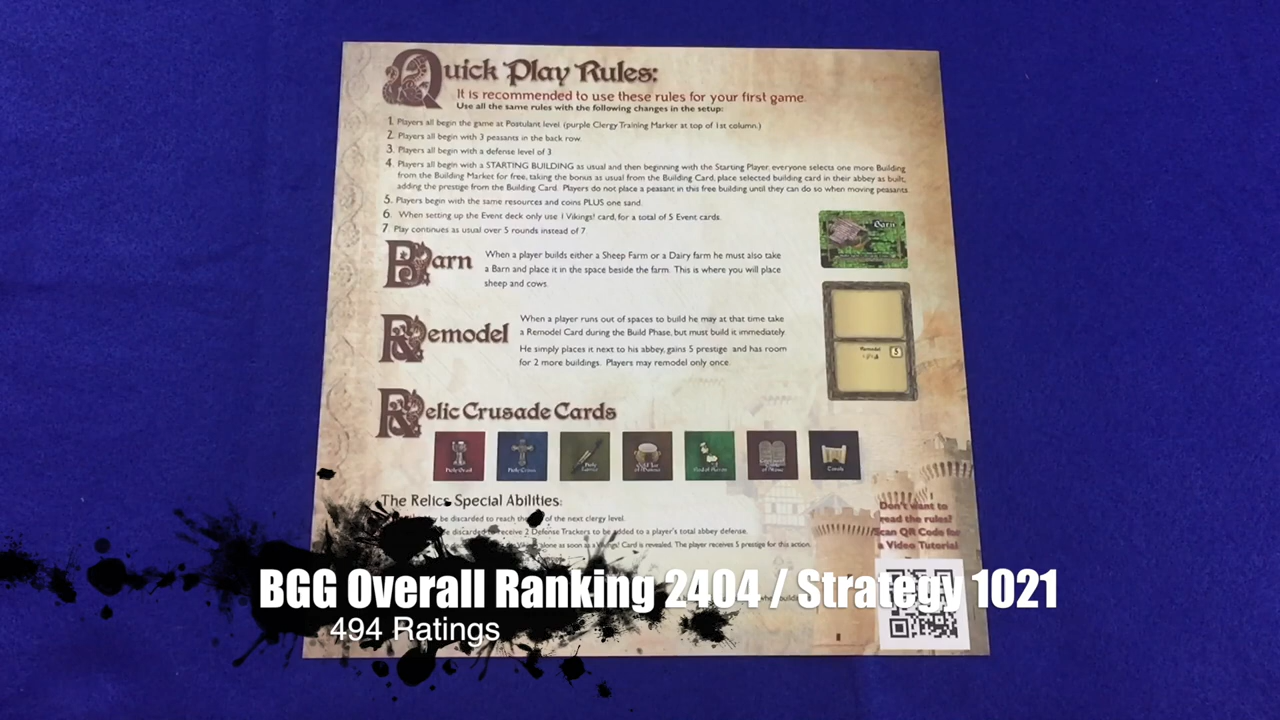 Quick Play Rules:
It is recommended to use these rules for your first game.
Use all the same rules with the following changes in the setup:
1. Players all begin the game at Postulant level (purple Clergy Training Marker at top of 1st column.)
2. Players all begin with 3 peasants in the back row.
3. Players all begin with a defense level of 3
4. Players all begin with a STARTING BUILDING as usual and then beginning with the Starting Player, everyone selects one more Building
from the Building Market for free, taking the bonus as usual from the Building Card, place selected building card in their abbey as built,
adding the prestige from the Building Card. Players do not place a peasant in this free building until they can do so when moving peasants.
5. Players begin with the same resources and coins PLUS one sand.
6. When setting up the Event deck only use 1 Vikings! card, for a total of 5 Event cards.
7. Play continues as usual over 5 rounds instead of 7.
Barn
Barn
When a player builds either a Sheep Farm or a Dairy farm he must also take
a Barn and place it in the space beside the farm. This is where you will place
sheep and cows.
Remodel
When a player runs out of spaces to build he may at that time take
a Remodel Card during the Build Phase, but must build it immediately.
He simply places it next to his abbey, gains 5 prestige and has room
for 2 more buildings. Players may remodel only once.
Remodel
5
Relic Crusade Cards
Holy Grail
Holy Cross
Holy Lance
The Relics Special Abilities:
be discarded to reach the of the next clergy level.
receive 2 Defense Trackers to be added to a player's total abbey defense.
alone as soon as a Vikings! Card is revealed. The player receives 5 prestige for this action.
Don't want to
read the rules?
Scan QR Code for
a Video Tutorial
BGG Overall Ranking 2404 / Strategy 1021
494 Ratings